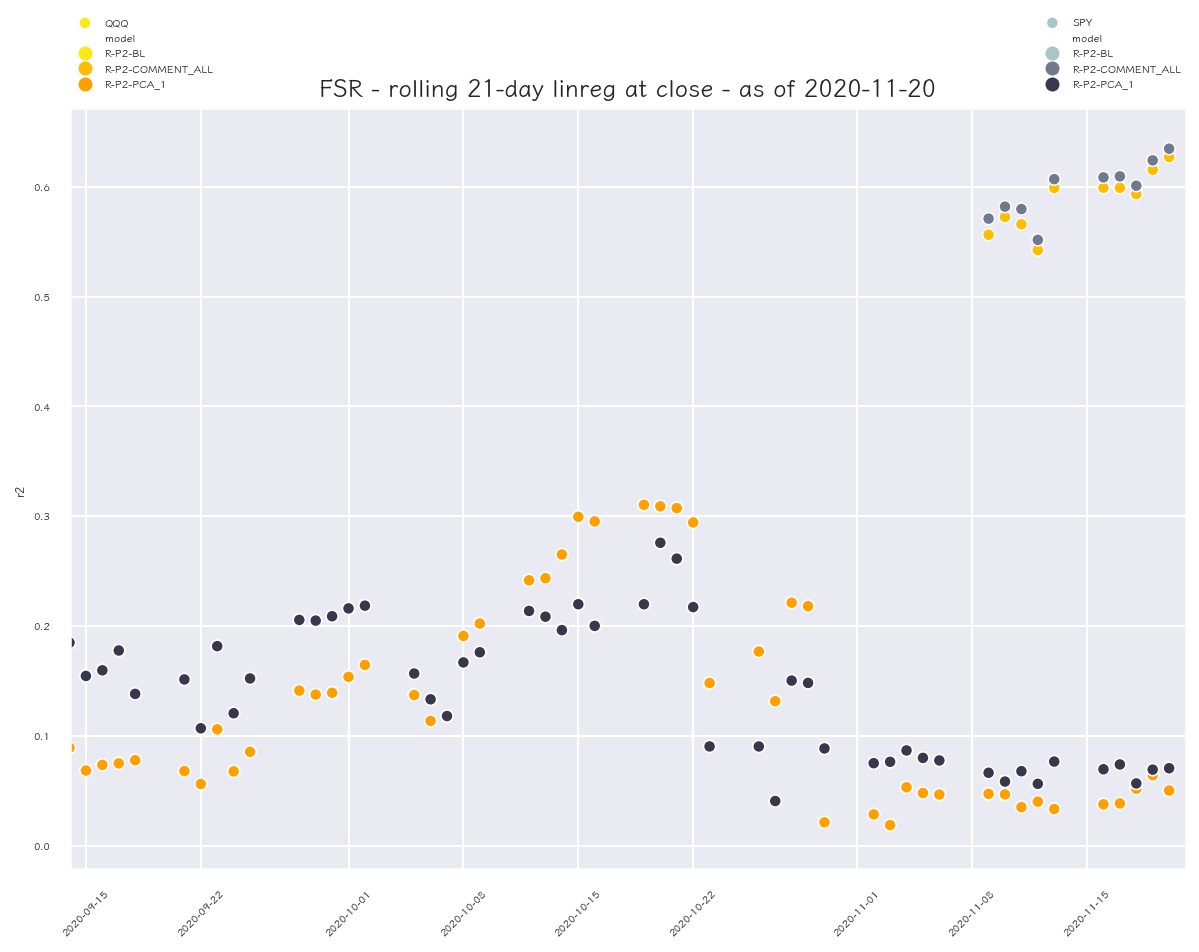 QQQ
model
R-P2-BL
R-P2-COMMENT_ALL
R-P2-PCA_1
SPY
model
R-P2-BL
R-P2-COMMENT_ALL
R-P2-PCA_1
FSR - rolling 21-day linreg at close - as of 2020-11-20
r2
0.6
0.5
0.4
0.3
0.2
0.1
0.0
2020-09-15
2020-09-22
2020-10-01
2020-10-08
2020-10-15
2020-10-22
2020-11-01
2020-11-08
2020-11-15